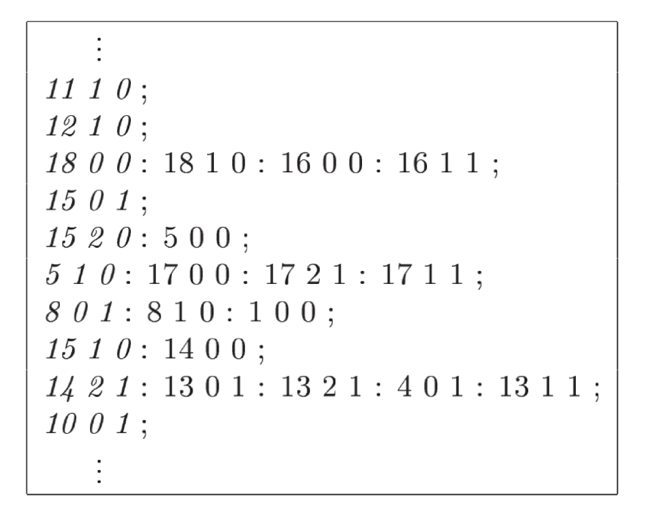 ⋮
11 1 0 ;
12 1 0 ;
18 0 0 : 18 1 0 : 16 0 0 : 16 1 1 ;
15 0 1 ;
15 2 0 : 5 0 0 ;
5 1 0 : 17 0 0 : 17 2 1 : 17 1 1 ;
8 0 1 : 8 1 0 : 1 0 0 ;
15 1 0 : 14 0 0 ;
14 2 1 : 13 0 1 : 13 2 1 : 4 0 1 : 13 1 1 ;
10 0 1 ;
⋮